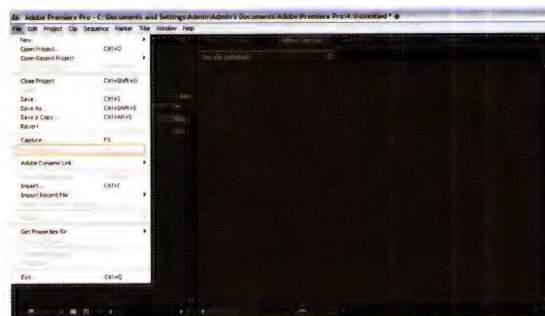 Adobe Premiere Pro - C:\Documents and Settings\Admin\Admin's Documents\Adobe\Premiere Pro\4.0\Untitled *
File Edit Project Clip Sequence Marker Title Window Help
New
Open Project... Ctrl+O
Open Recent Project
Close Project Ctrl+Shift+W
Save Ctrl+S
Save As... Ctrl+Shift+S
Save a Copy... Ctrl+Alt+S
Revert
Capture... F5
Adobe Dynamic Link
Import... Ctrl+I
Import Recent File
Get Properties for
Exit Ctrl+Q